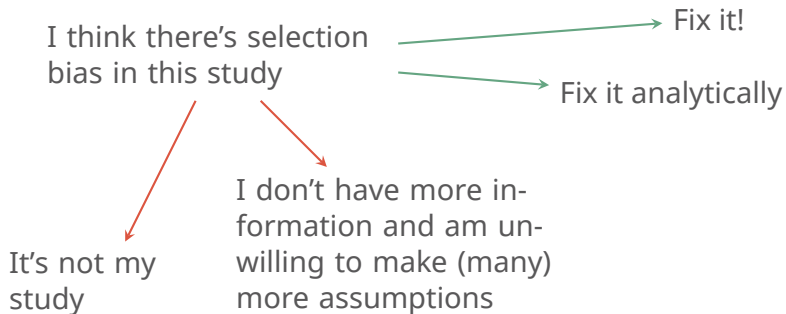 I think there's selection
bias in this study
Fix it!
Fix it analytically
I don't have more in-
formation and am un-
willing to make (many)
more assumptions
It's not my
study